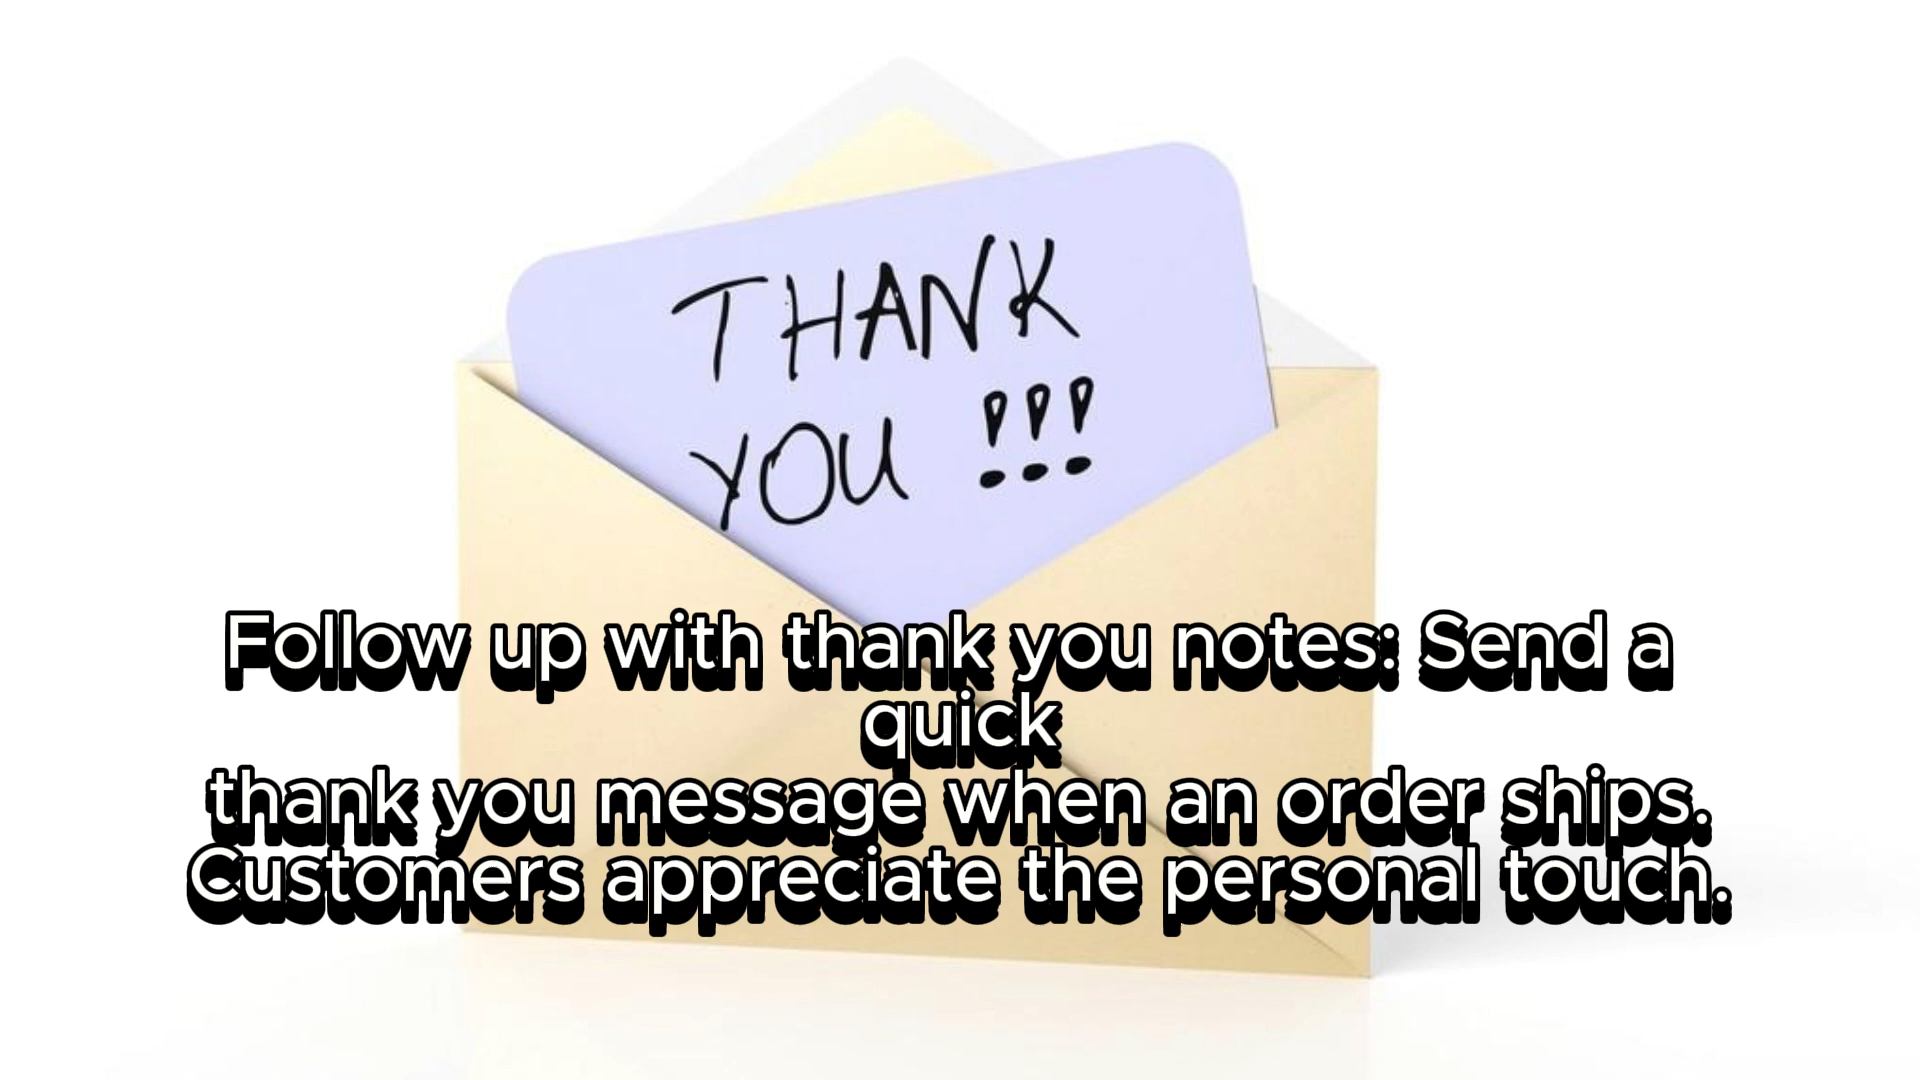 THANK
YOU !!!
Follow up with thank you notes: Send a
quick
thank you message when an order ships.
Customers appreciate the personal touch.